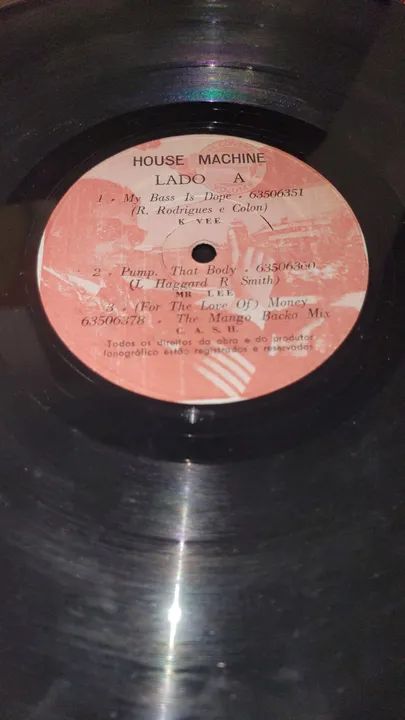 HOUSE MACHINE
LADO A
1 . My Bass Is Dope . 63506351
(R. Rodrigues e Colon)
K VEE
2 . Pump. That Body . 63506360
(L Haggard R Smith)
MR LEE
3 . (For The Love Of) Money
63506378 . The Mango Backo Mix
C. A. S. H.
Todos os direitos da obra e do produtor
fonográfico estão registrados e reservados